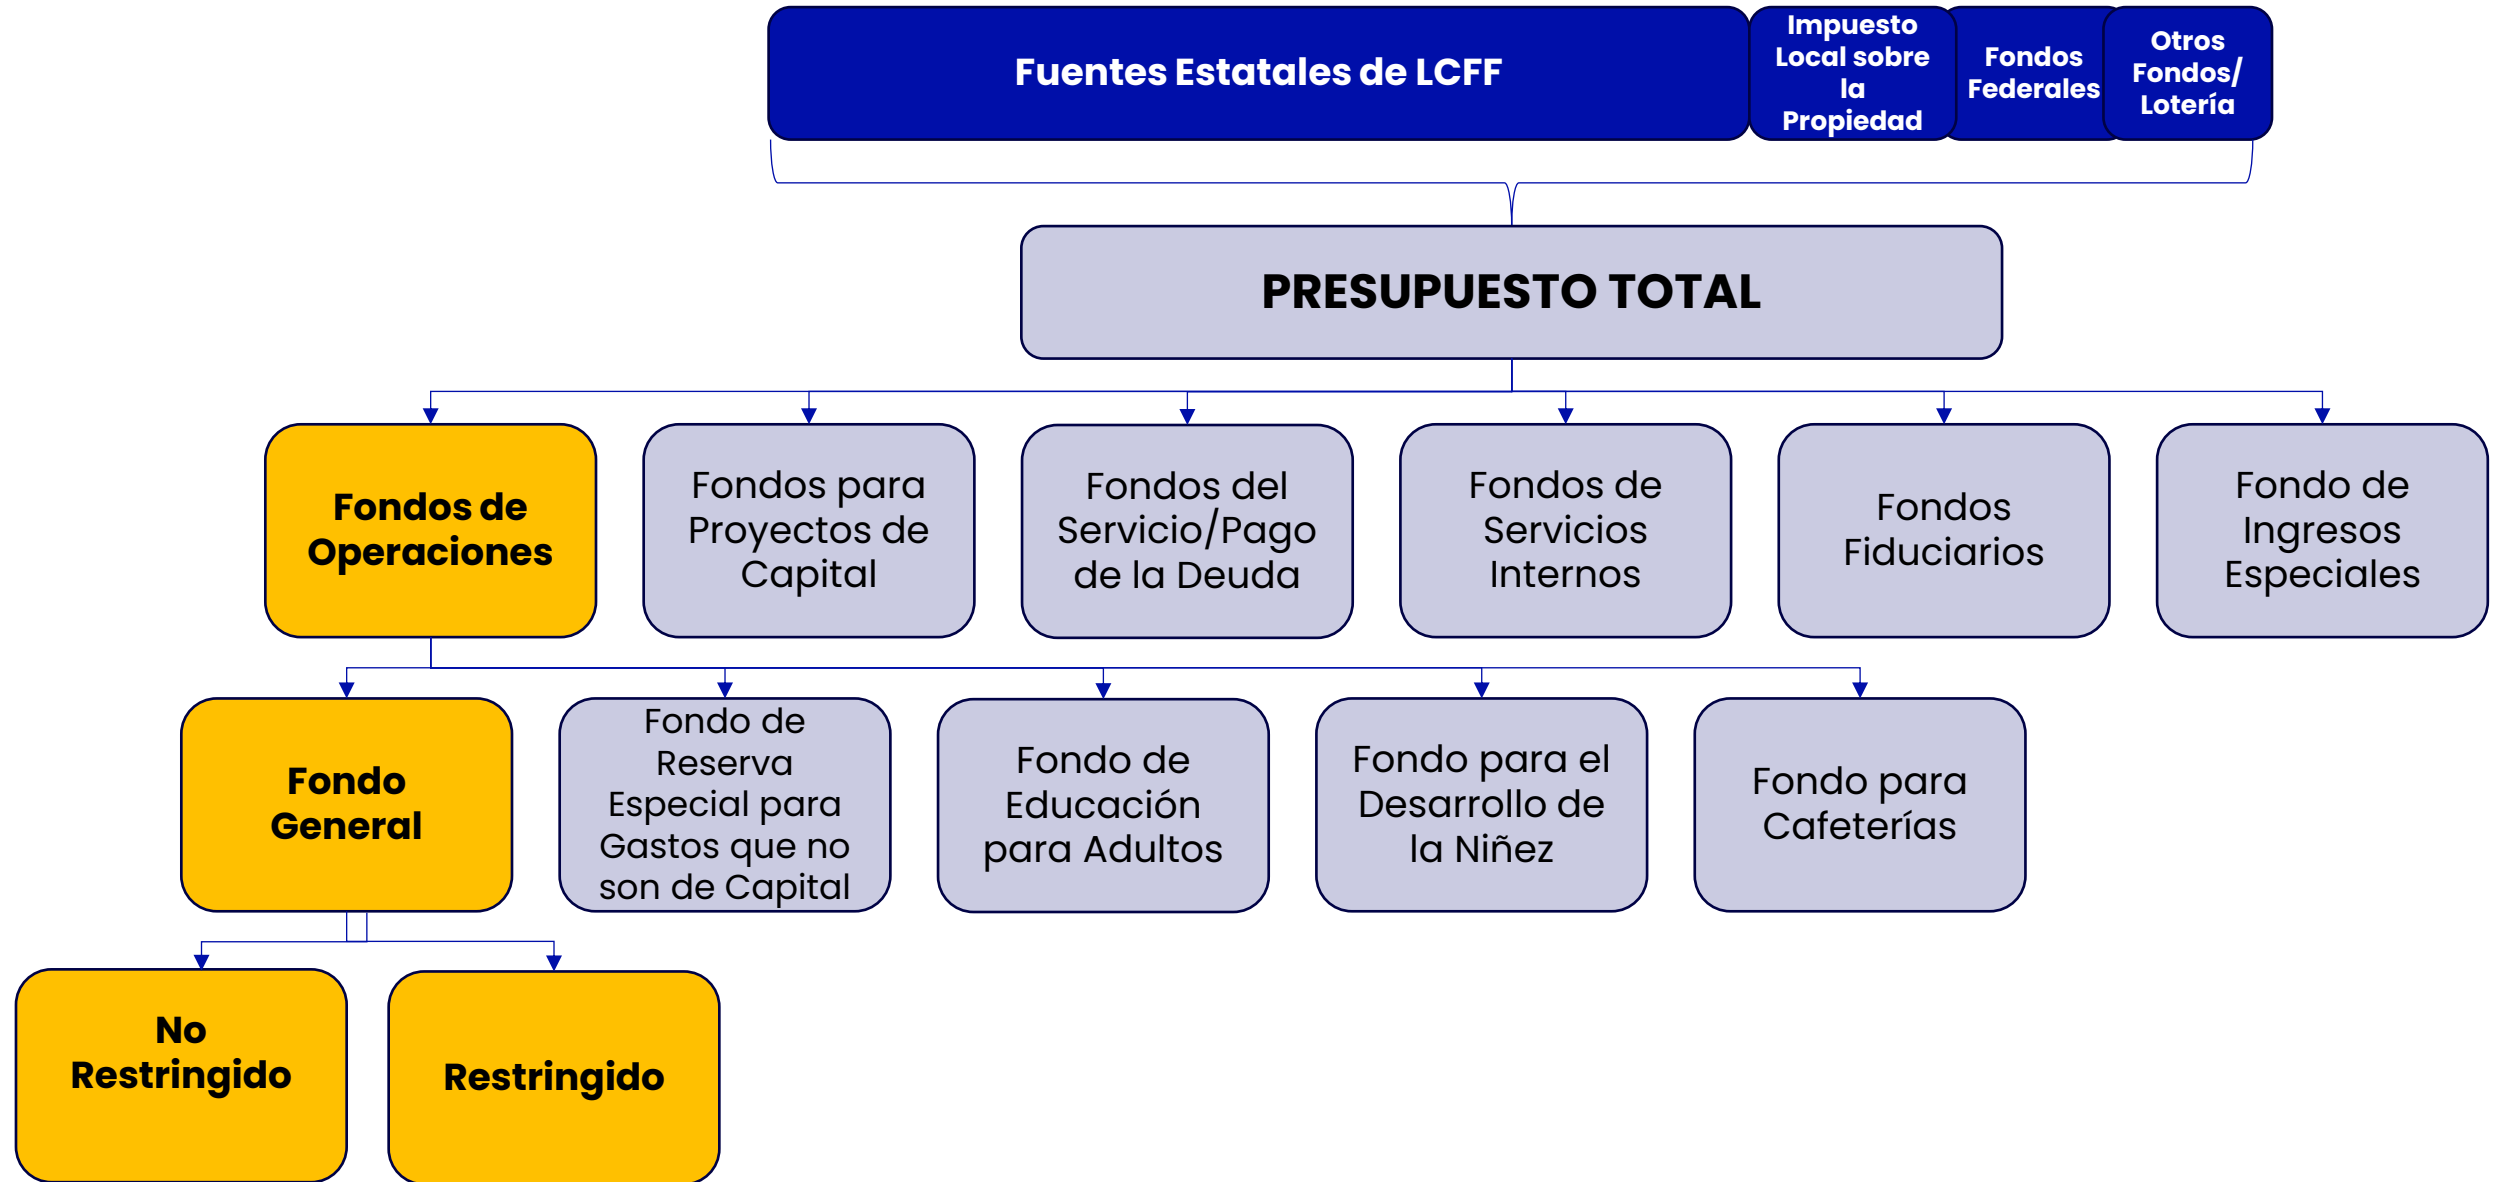 Fuentes Estatales de LCFF
Impuesto
Local sobre
la
Propiedad
Fondos
Federales
Otros
Fondos/
Lotería
PRESUPUESTO TOTAL
Fondos de
Operaciones
Fondos para
Proyectos de
Capital
Fondos del
Servicio/Pago
de la Deuda
Fondos de
Servicios
Internos
Fondos
Fiduciarios
Fondo de
Ingresos
Especiales
Fondo
General
Fondo de
Reserva
Especial para
Gastos que no
son de Capital
Fondo de
Educación
para Adultos
Fondo para el
Desarrollo de
la Niñez
Fondo para
Cafeterías
No
Restringido
Restringido